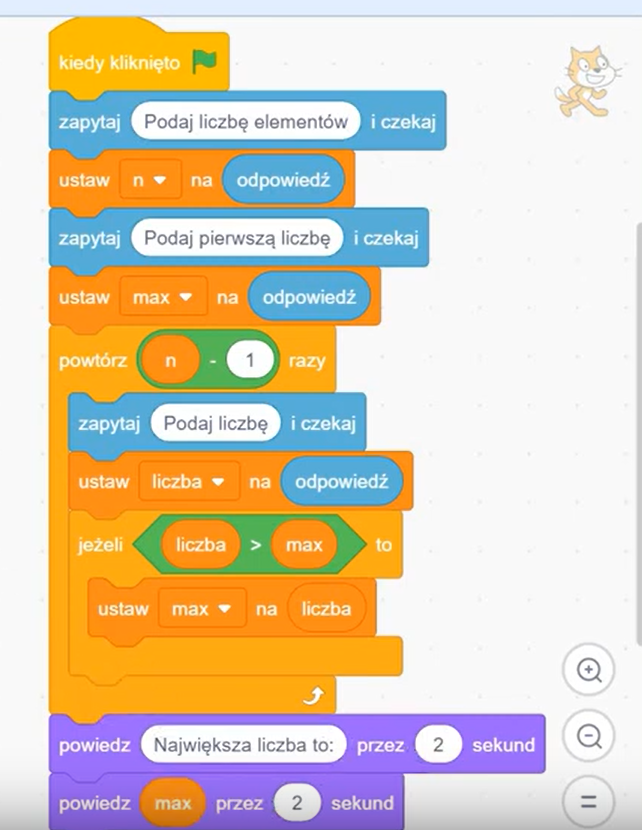 kiedy kliknięto
zapytaj Podaj liczbę elementów i czekaj
ustaw n na odpowiedź
zapytaj Podaj pierwszą liczbę i czekaj
ustaw max na odpowiedź
powtórz n - 1 razy
zapytaj Podaj liczbę i czekaj
ustaw liczba na odpowiedź
jeżeli liczba > max to
ustaw max na liczba
powiedz Największa liczba to: przez 2 sekund
powiedz max przez 2 sekund